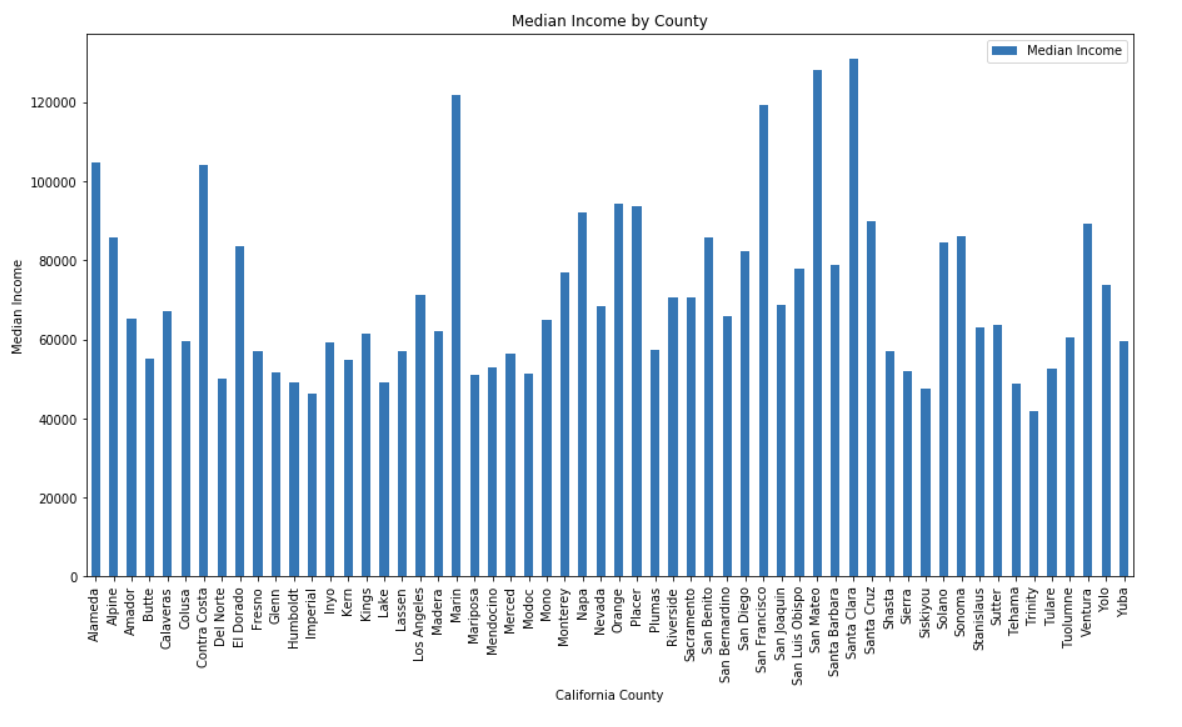 Median Income by County
Median Income
Median Income
120000
100000
80000
60000
40000
20000
0
Alameda
Alpine
Amador
Butte
Calaveras
Colusa
Contra Costa
Del Norte
El Dorado
Fresno
Glenn
Humboldt
Imperial
Inyo
Kern
Kings
Lake
Lassen
Los Angeles
Madera
Marin
Mariposa
Mendocino
Merced
Modoc
Mono
Monterey
Napa
Nevada
Orange
Placer
Plumas
Riverside
Sacramento
San Benito
San Bernardino
San Diego
San Francisco
San Joaquin
San Luis Obispo
San Mateo
Santa Barbara
Santa Clara
Santa Cruz
Shasta
Sierra
Siskiyou
Solano
Sonoma
Stanislaus
Sutter
Tehama
Trinity
Tulare
Tuolumne
Ventura
Yolo
Yuba
California County